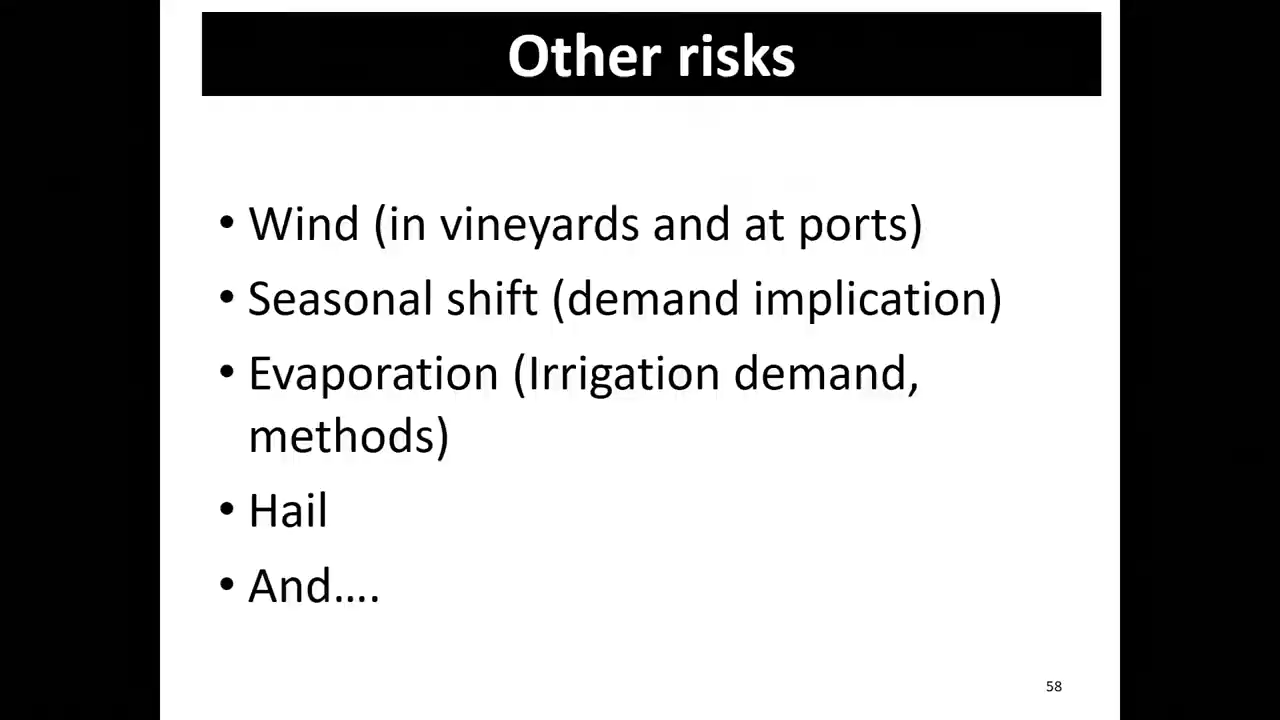 Other risks
• Wind (in vineyards and at ports)
• Seasonal shift (demand implication)
• Evaporation (Irrigation demand,
methods)
• Hail
• And….
58